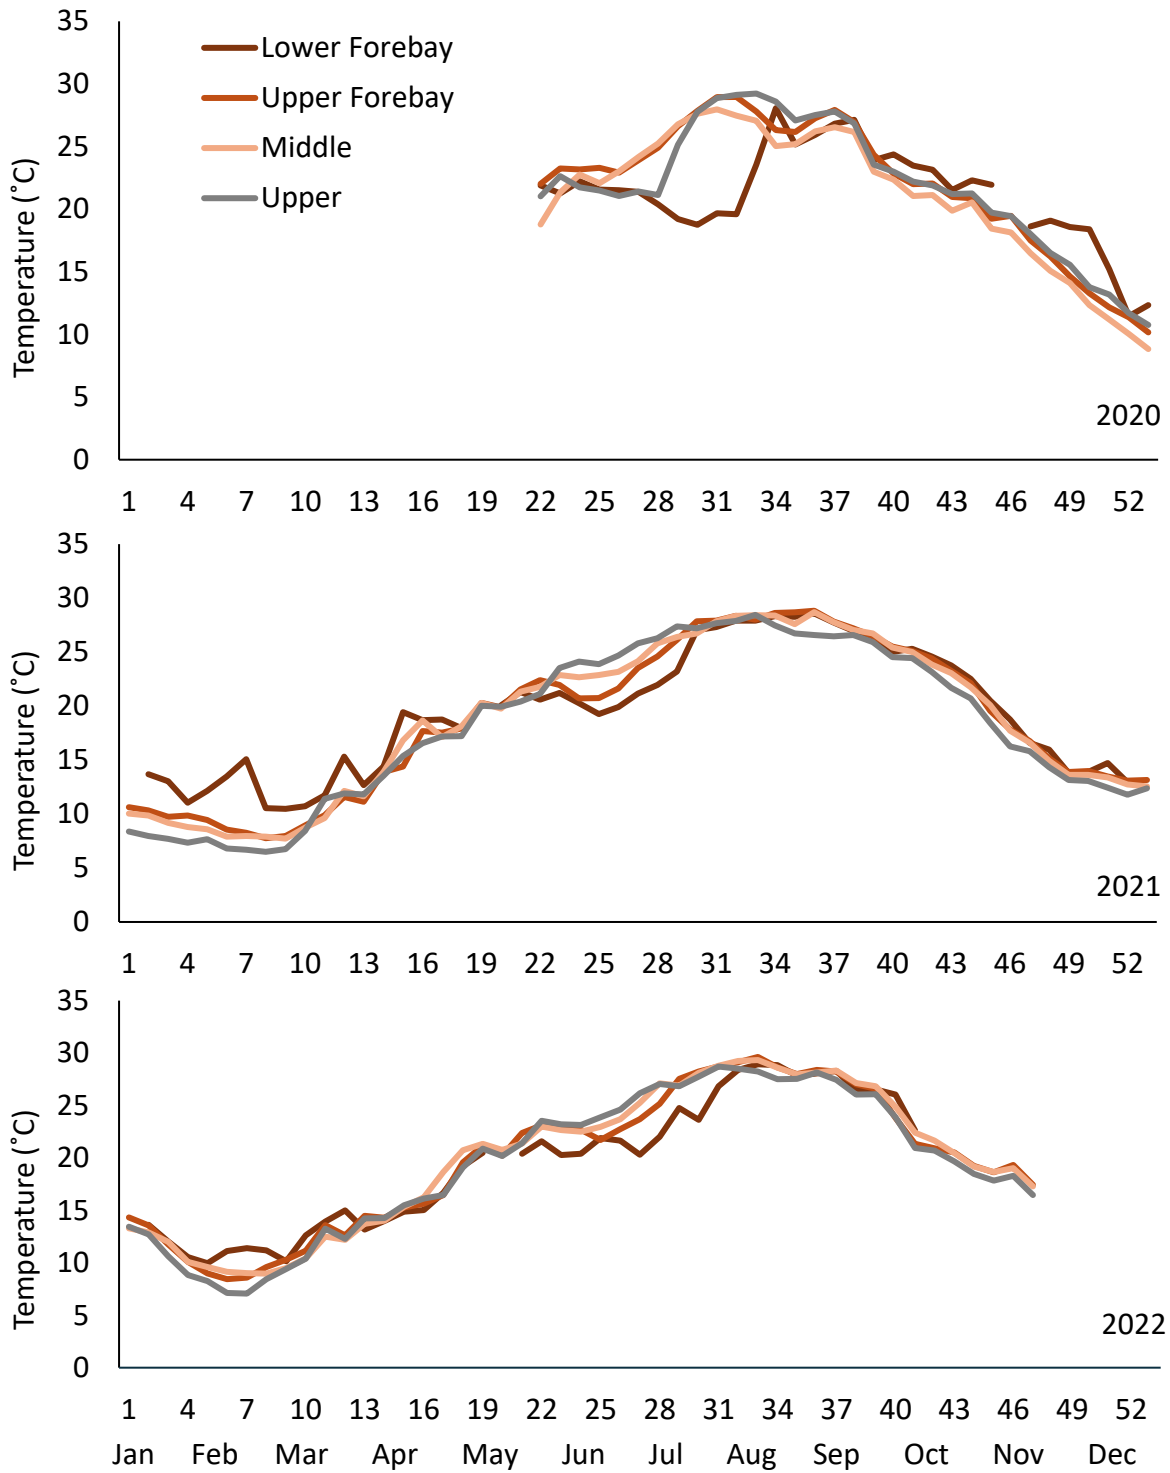 35
30
25
20
15
10
5
0
Temperature (˚C)
Lower Forebay
Upper Forebay
Middle
Upper
2020
1 4 7 10 13 16 19 22 25 28 31 34 37 40 43 46 49 52
35
30
25
20
15
10
5
0
Temperature (˚C)
2021
1 4 7 10 13 16 19 22 25 28 31 34 37 40 43 46 49 52
35
30
25
20
15
10
5
0
Temperature (˚C)
2022
1 4 7 10 13 16 19 22 25 28 31 34 37 40 43 46 49 52
Jan Feb Mar Apr May Jun Jul Aug Sep Oct Nov Dec